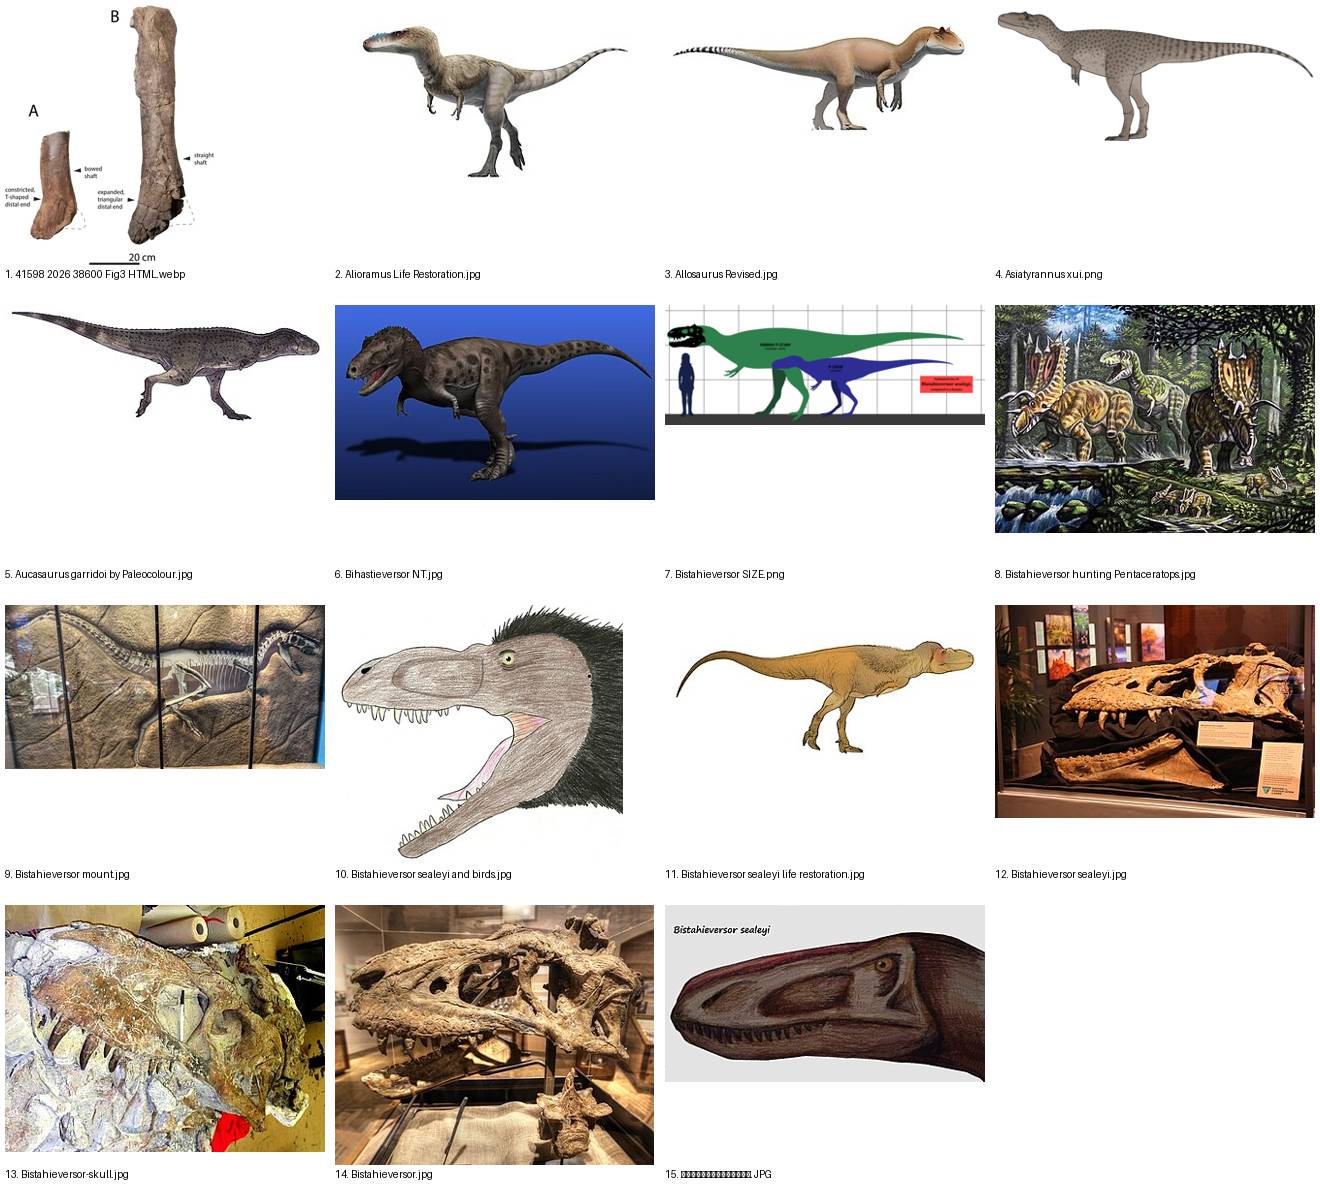 B
A
straight
shaft
bowed
shaft
constricted,
T-shaped
distal end
expanded,
triangular
distal end
20 cm
1. 41598 2026 38600 Fig3 HTML.webp
2. Alioramus Life Restoration.jpg
3. Allosaurus Revised.jpg
4. Asiatyrannus xui.png
5. Aucasaurus garridoi by Paleocolour.jpg
6. Bihastieversor NT.jpg
7. Bistahieversor SIZE.png
8. Bistahieversor hunting Pentaceratops.jpg
9. Bistahieversor mount.jpg
10. Bistahieversor sealeyi and birds.jpg
11. Bistahieversor sealeyi life restoration.jpg
12. Bistahieversor sealeyi.jpg
Bistahieversor sealeyi
13. Bistahieversor-skull.jpg
14. Bistahieversor.jpg
15. JPG